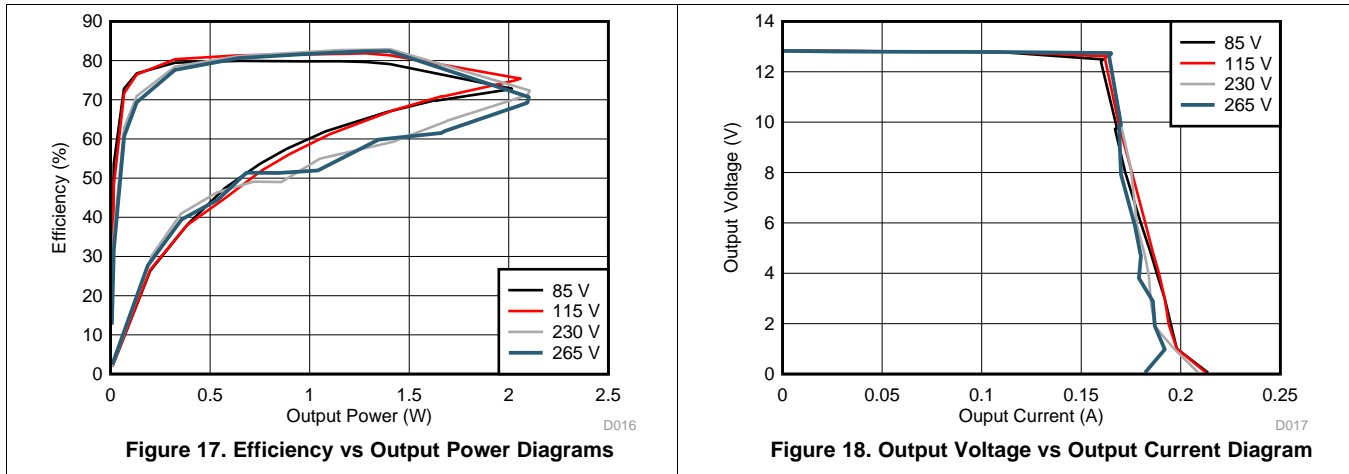 90
80
70
60
50
40
30
20
10
0
Efficiency (%)
0 0.5 1 1.5 2 2.5
Output Power (W)
85 V
115 V
230 V
265 V
D016
Figure 17. Efficiency vs Output Power Diagrams
14
12
10
8
6
4
2
0
Output Voltage (V)
0 0.05 0.1 0.15 0.2 0.25
Ouput Current (A)
85 V
115 V
230 V
265 V
D017
Figure 18. Output Voltage vs Output Current Diagram